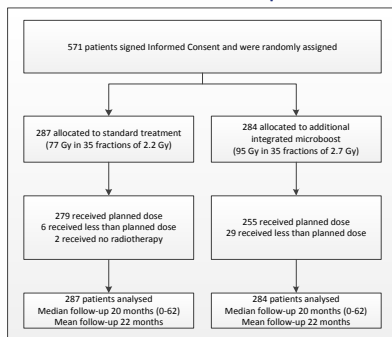 571 patients signed Informed Consent and were randomly assigned
287 allocated to standard treatment
(77 Gy in 35 fractions of 2.2 Gy)
284 allocated to additional
integrated microboost
(95 Gy in 35 fractions of 2.7 Gy)
279 received planned dose
6 received less than planned dose
2 received no radiotherapy
255 received planned dose
29 received less than planned dose
287 patients analysed
Median follow-up 20 months (0-62)
Mean follow-up 22 months
284 patients analysed
Median follow-up 20 months (0-62)
Mean follow-up 22 months